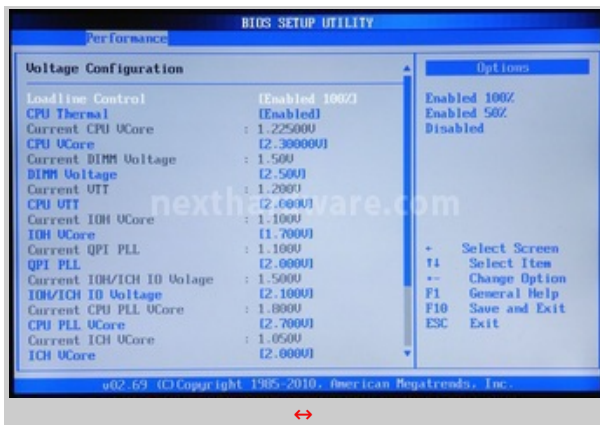 BIOS SETUP UTILITY
Performance
Voltage Configuration
Options
Loadline Control [Enabled 100%]
CPU Thermal [Enabled]
Current CPU VCore : 1.22500V
CPU VCore [2.30000V]
Current DIMM Voltage : 1.50V
DIMM Voltage [2.50V]
Current VTT : 1.200V
CPU VTT [2.000V]
Current IOH VCore : 1.100V
IOH VCore [1.700V]
Current QPI PLL : 1.100V
QPI PLL [2.000V]
Current IOH/ICH IO Volage : 1.500V
IOH/ICH IO Voltage [2.100V]
Current CPU PLL VCore : 1.800V
CPU PLL VCore [2.700V]
Current ICH VCore : 1.050V
ICH VCore [2.000V]
Enabled 100%
Enabled 50%
Disabled
← Select Screen
↑↓ Select Item
+- Change Option
F1 General Help
F10 Save and Exit
ESC Exit
nexthardware.com
v02.69 (C)Copyright 1985-2010, American Megatrends, Inc.